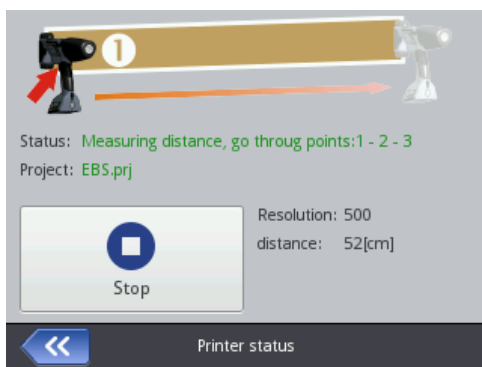 1
Status: Measuring distance, go throug points:1 - 2 - 3
Project: EBS.prj
Resolution: 500
distance: 52[cm]
Stop
Printer status